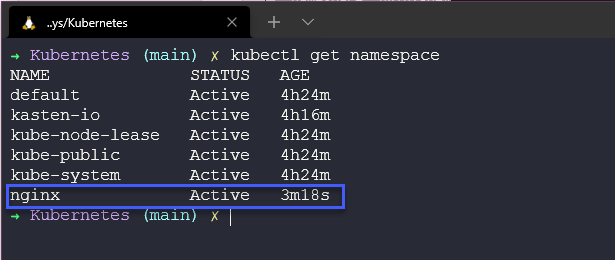 ..ys/Kubernetes
→ Kubernetes (main) ✗ kubectl get namespace
NAME STATUS AGE
default Active 4h24m
kasten-io Active 4h16m
kube-node-lease Active 4h24m
kube-public Active 4h24m
kube-system Active 4h24m
nginx Active 3m18s
→ Kubernetes (main) ✗